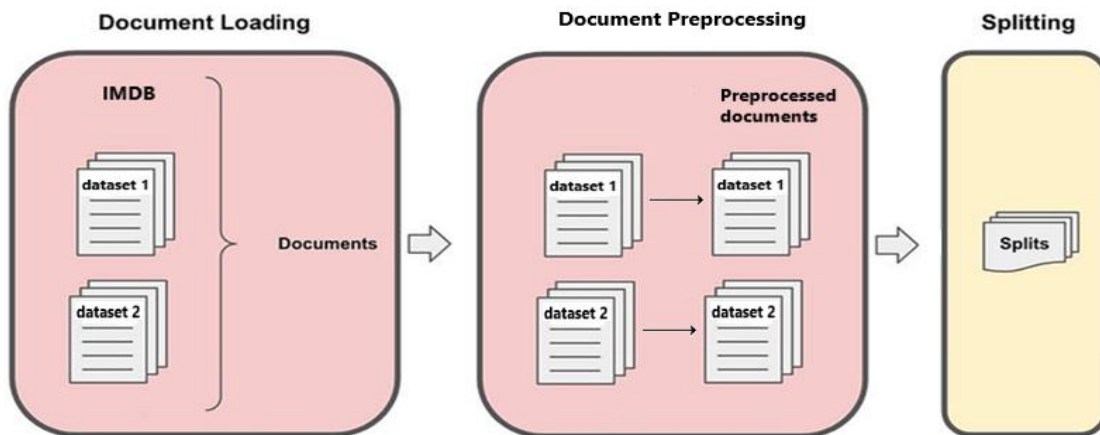 Document Loading
IMDB
dataset 1
dataset 2
Documents
Document Preprocessing
Preprocessed
documents
dataset 1
dataset 1
dataset 2
dataset 2
Splitting
Splits